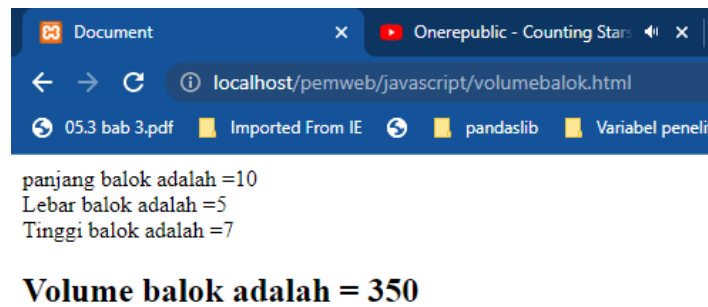 Document
Onerepublic - Counting Stars
localhost/pemweb/javascript/volumebalok.html
05.3 bab 3.pdf
Imported From IE
pandaslib
Variabel peneli
panjang balok adalah =10
Lebar balok adalah =5
Tinggi balok adalah =7
Volume balok adalah = 350